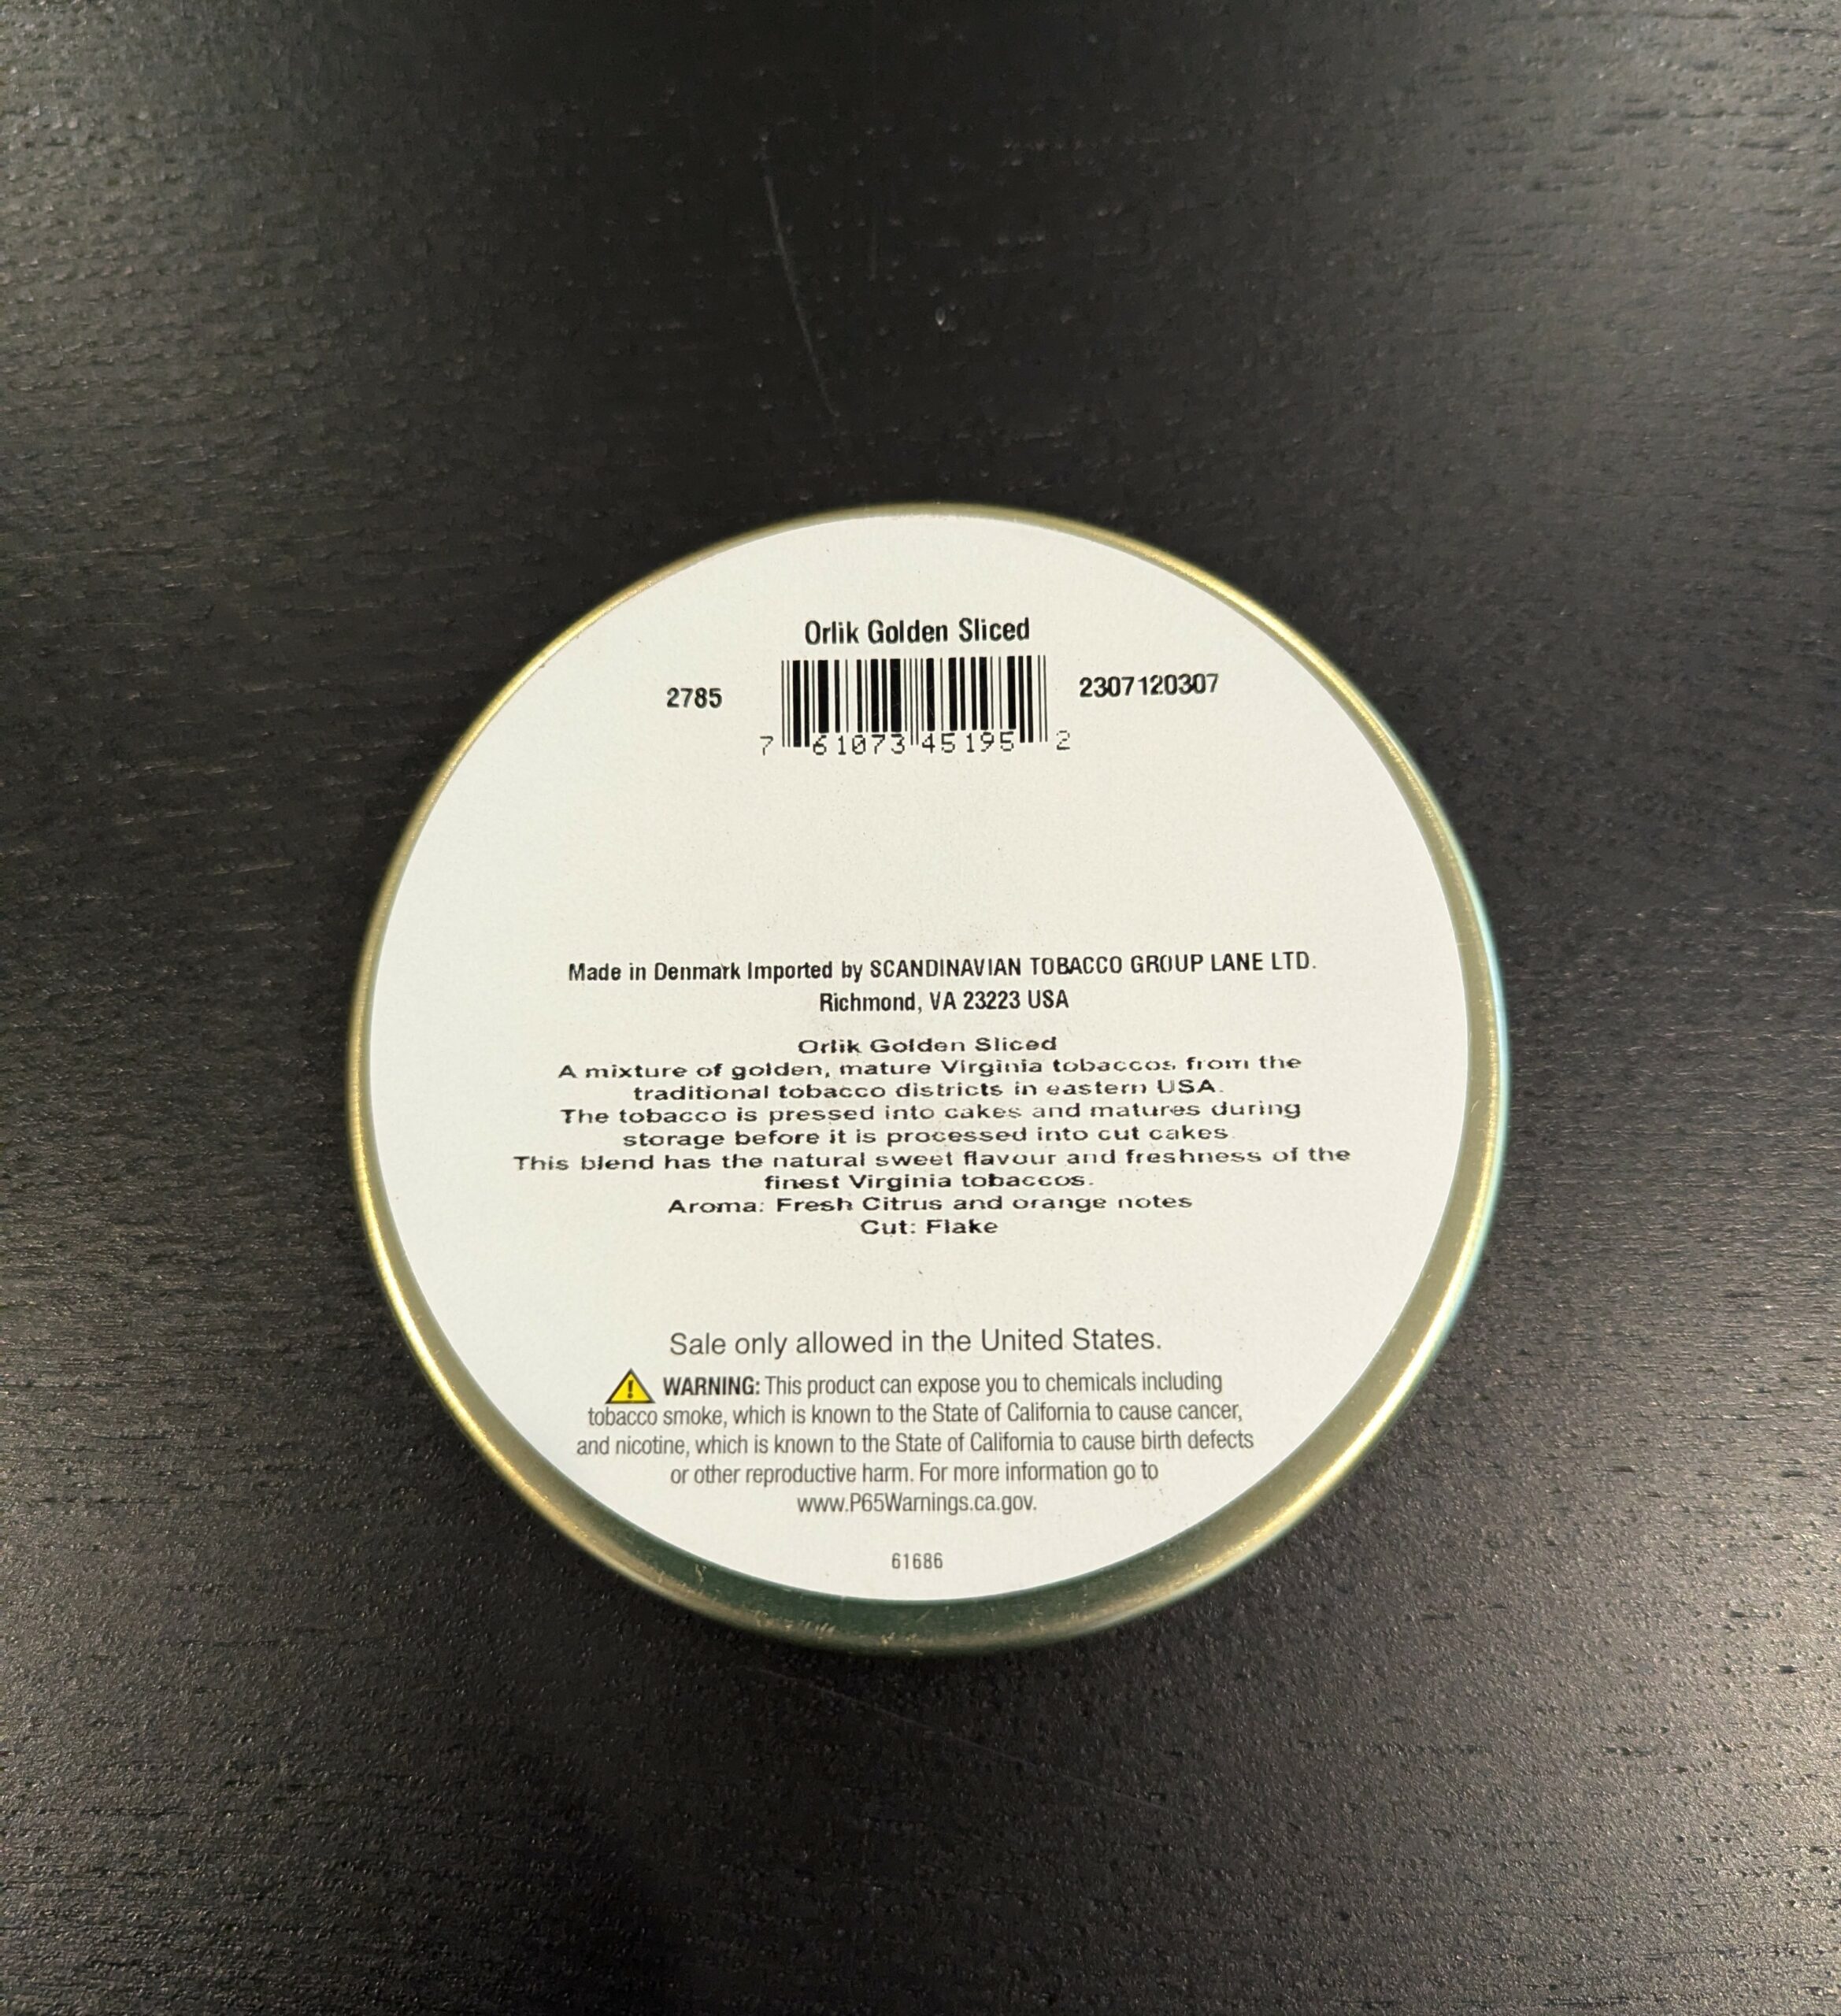 Orlik Golden Sliced
2785
2307120307
7 61073 45195 2
Made in Denmark Imported by SCANDINAVIAN TOBACCO GROUP LANE LTD.
Richmond, VA 23223 USA
Orlik Golden Sliced
A mixture of golden, mature Virginia tobaccos from the
traditional tobacco districts in eastern USA.
The tobacco is pressed into cakes and matures during
storage before it is processed into cut cakes.
This blend has the natural sweet flavour and freshness of the
finest Virginia tobaccos.
Aroma: Fresh Citrus and orange notes
Cut: Flake
Sale only allowed in the United States.
WARNING: This product can expose you to chemicals including
tobacco smoke, which is known to the State of California to cause cancer,
and nicotine, which is known to the State of California to cause birth defects
or other reproductive harm. For more information go to
www.P65Warnings.ca.gov.
61686